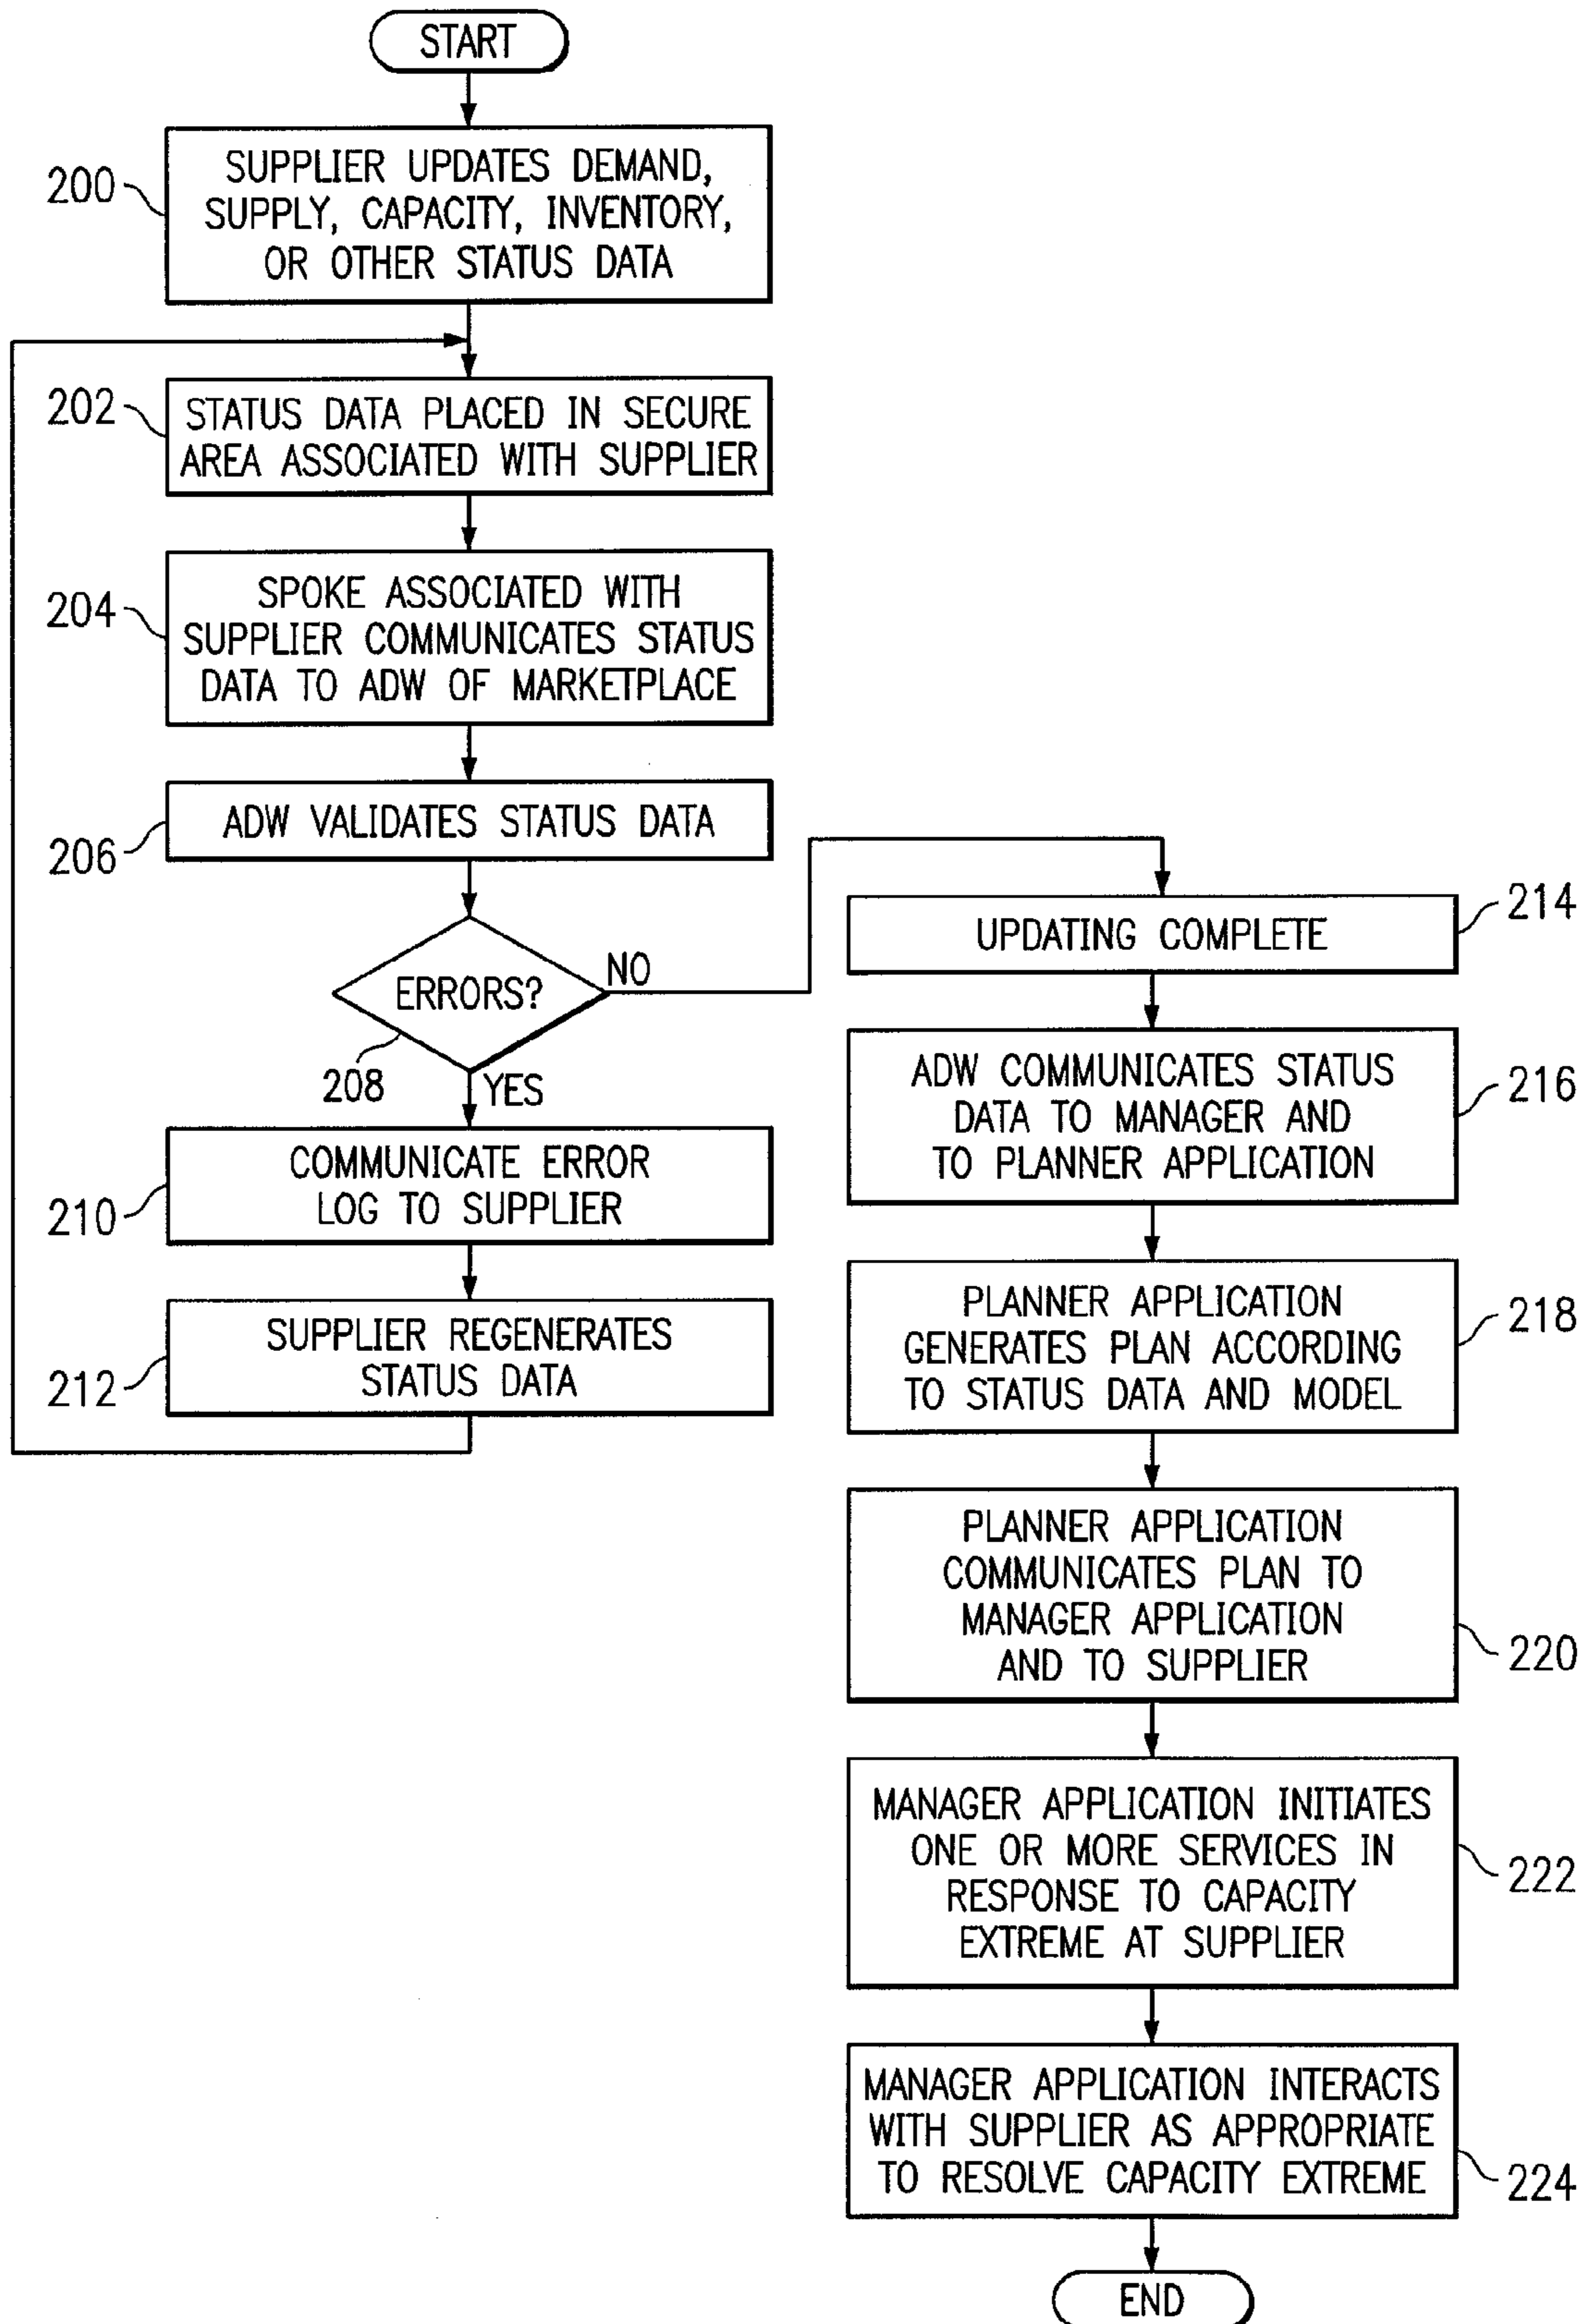 START
200
SUPPLIER UPDATES DEMAND,
SUPPLY, CAPACITY, INVENTORY,
OR OTHER STATUS DATA
202
STATUS DATA PLACED IN SECURE
AREA ASSOCIATED WITH SUPPLIER
204
SPOKE ASSOCIATED WITH
SUPPLIER COMMUNICATES STATUS
DATA TO ADW OF MARKETPLACE
206
ADW VALIDATES STATUS DATA
ERRORS?
NO
208
YES
210
COMMUNICATE ERROR
LOG TO SUPPLIER
212
SUPPLIER REGENERATES
STATUS DATA
UPDATING COMPLETE
214
ADW COMMUNICATES STATUS
DATA TO MANAGER AND
TO PLANNER APPLICATION
216
PLANNER APPLICATION
GENERATES PLAN ACCORDING
TO STATUS DATA AND MODEL
218
PLANNER APPLICATION
COMMUNICATES PLAN TO
MANAGER APPLICATION
AND TO SUPPLIER
220
MANAGER APPLICATION INITIATES
ONE OR MORE SERVICES IN
RESPONSE TO CAPACITY
EXTREME AT SUPPLIER
222
MANAGER APPLICATION INTERACTS
WITH SUPPLIER AS APPROPRIATE
TO RESOLVE CAPACITY EXTREME
224
END